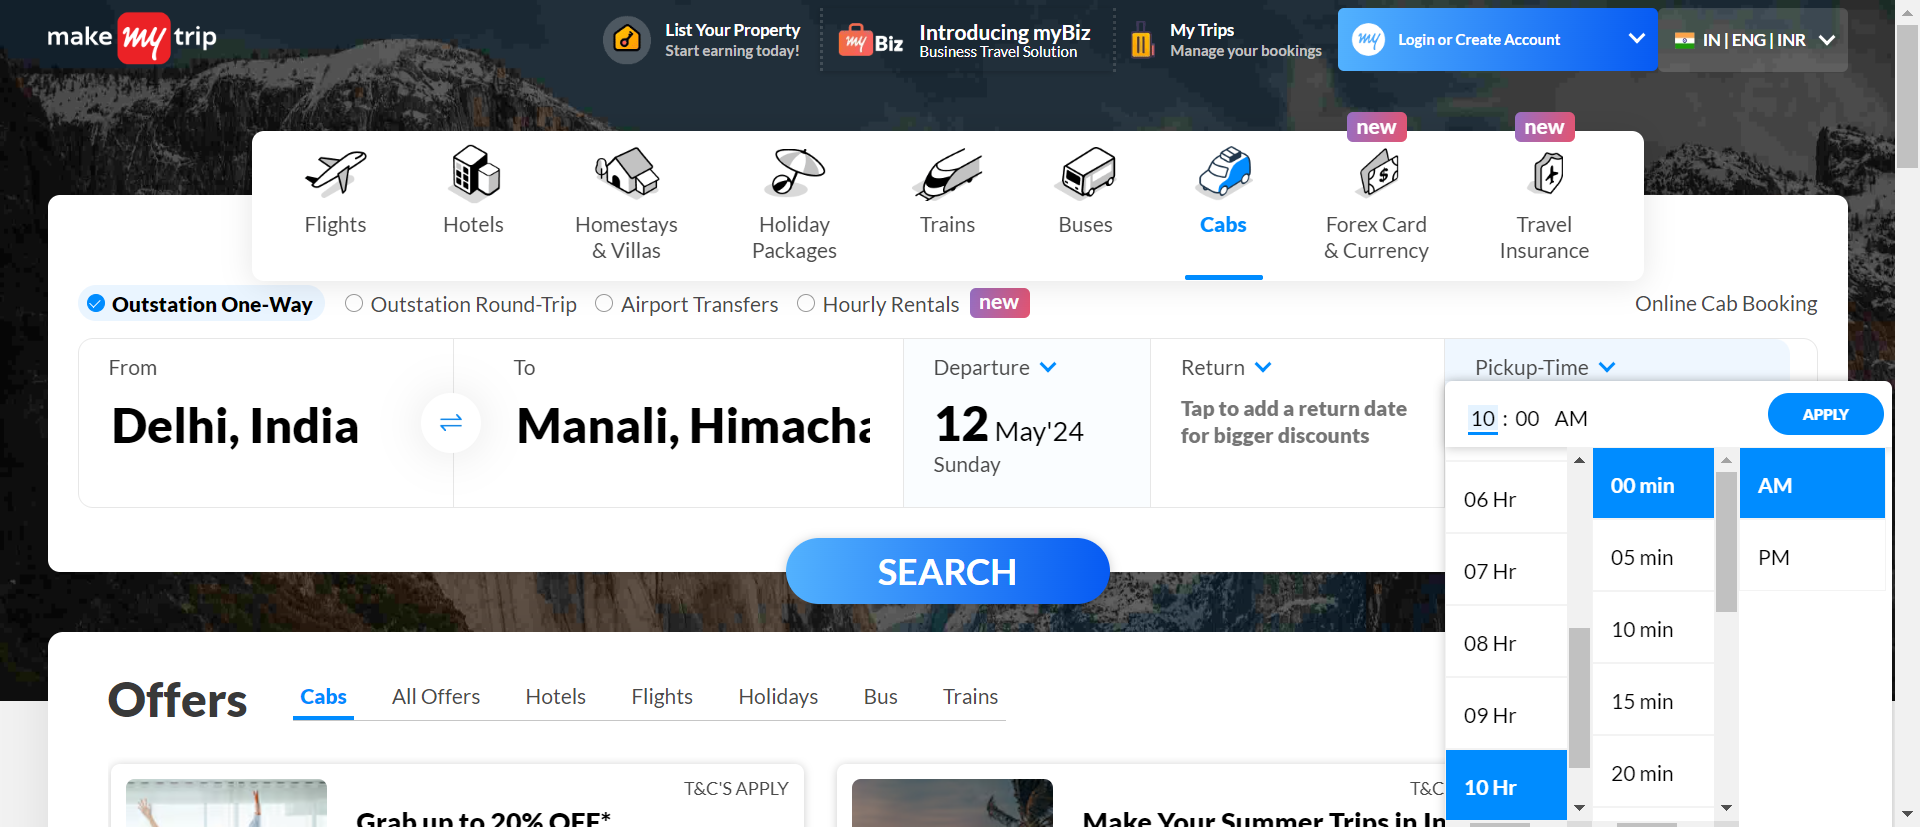 make my trip
List Your Property
Start earning today!
my Biz
Introducing myBiz
Business Travel Solution
My Trips
Manage your bookings
my
Login or Create Account
IN | ENG | INR
new
new
Flights
Hotels
Homestays
& Villas
Holiday
Packages
Trains
Buses
Cabs
Forex Card
& Currency
Travel
Insurance
Outstation One-Way
Outstation Round-Trip
Airport Transfers
Hourly Rentals
new
Online Cab Booking
From
Delhi, India
To
Manali, Himacha
Departure
12 May'24
Sunday
Return
Tap to add a return date
for bigger discounts
Pickup-Time
10 : 00 AM
APPLY
06 Hr
07 Hr
08 Hr
09 Hr
10 Hr
00 min
05 min
10 min
15 min
20 min
AM
PM
SEARCH
Offers
Cabs
All Offers
Hotels
Flights
Holidays
Bus
Trains
T&C'S APPLY
Grab up to 20% OFF*
T&C
Make Your Summer Trips in In